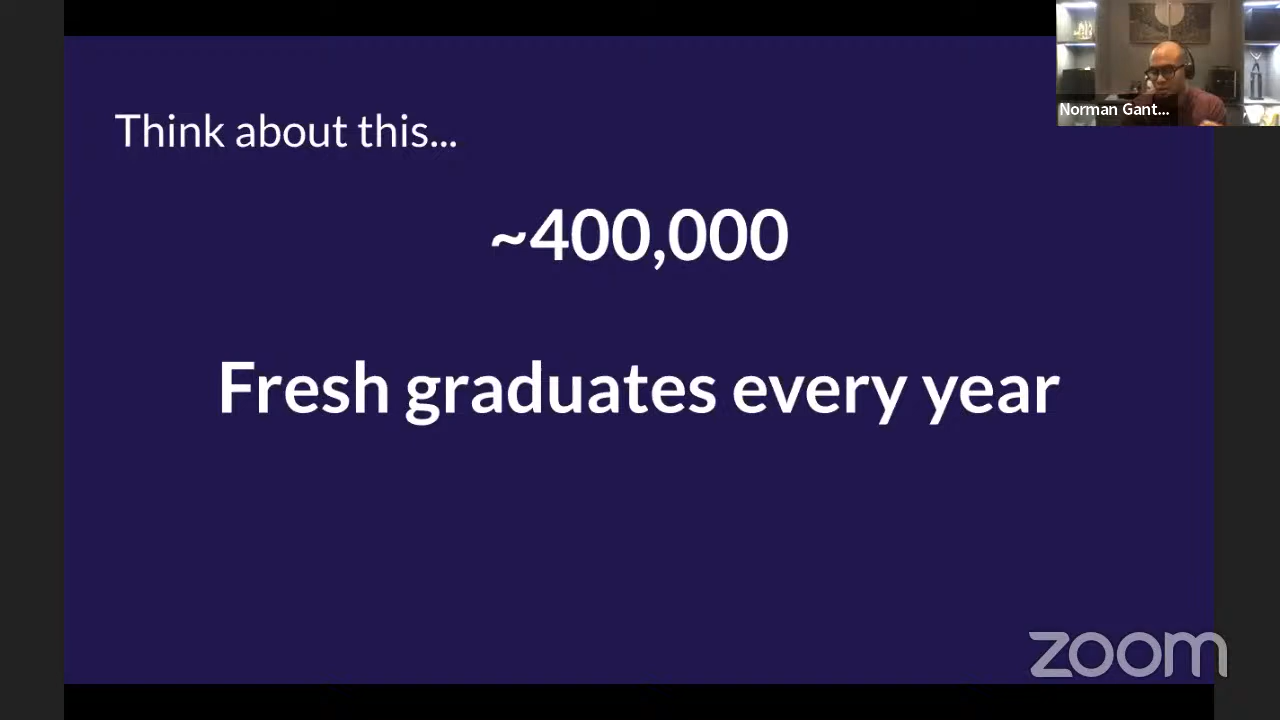 Think about this...
Norman Gant...
~400,000
Fresh graduates every year
zoom